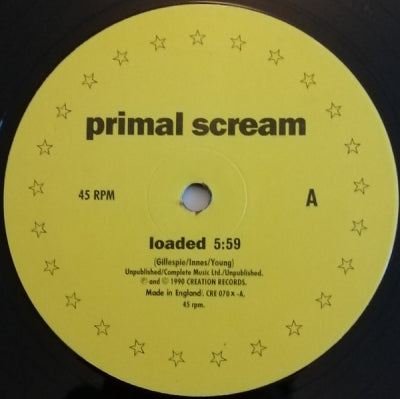 primal scream
45 RPM
A
loaded 5:59
(Gillespie/Innes/Young)
Unpublished/Complete Music Ltd./Unpublished.
℗ and © 1990 CREATION RECORDS.
Made in England. CRE 070 x -A.
45 rpm.